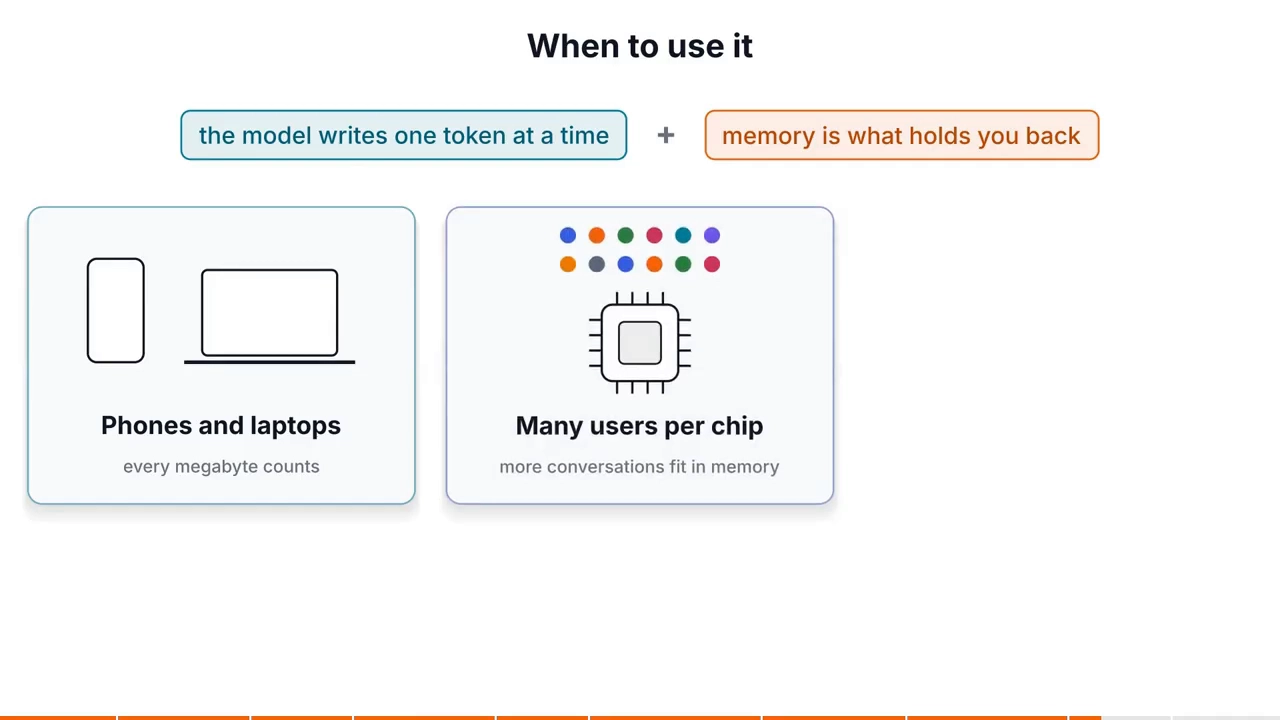 When to use it
the model writes one token at a time + memory is what holds you back
Phones and laptops
every megabyte counts
Many users per chip
more conversations fit in memory